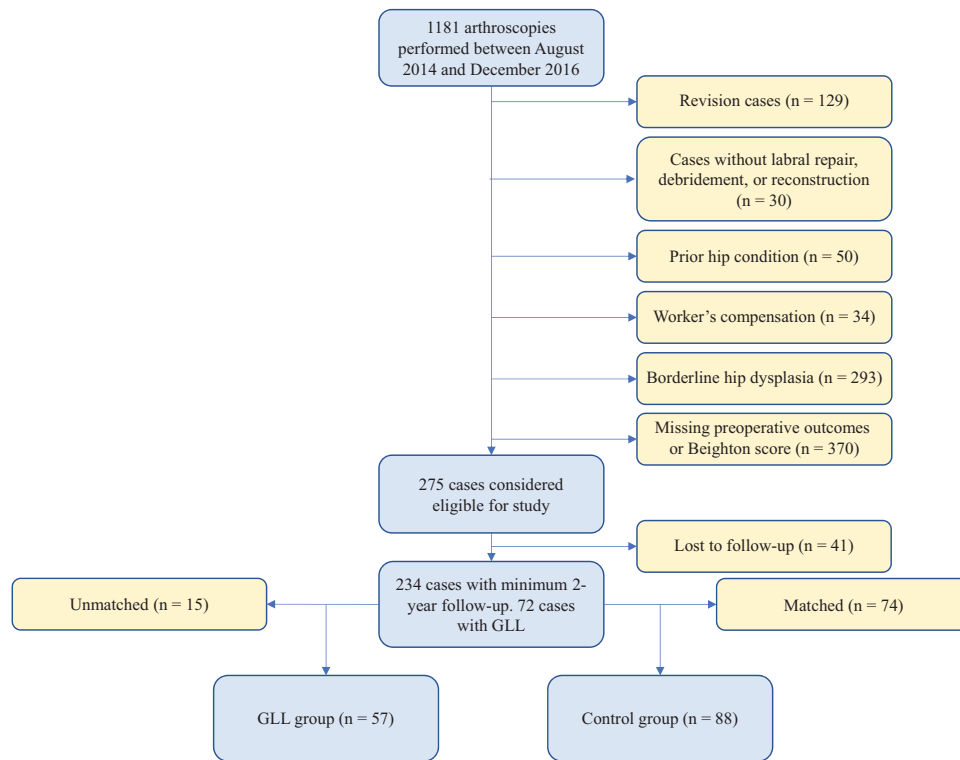 1181 arthroscopies
performed between August
2014 and December 2016
Revision cases (n = 129)
Cases without labral repair,
debridement, or reconstruction
(n = 30)
Prior hip condition (n = 50)
Worker’s compensation (n = 34)
Borderline hip dysplasia (n = 293)
Missing preoperative outcomes
or Beighton score (n = 370)
275 cases considered
eligible for study
Lost to follow-up (n = 41)
234 cases with minimum 2-
year follow-up. 72 cases
with GLL
Unmatched (n = 15)
Matched (n = 74)
GLL group (n = 57)
Control group (n = 88)